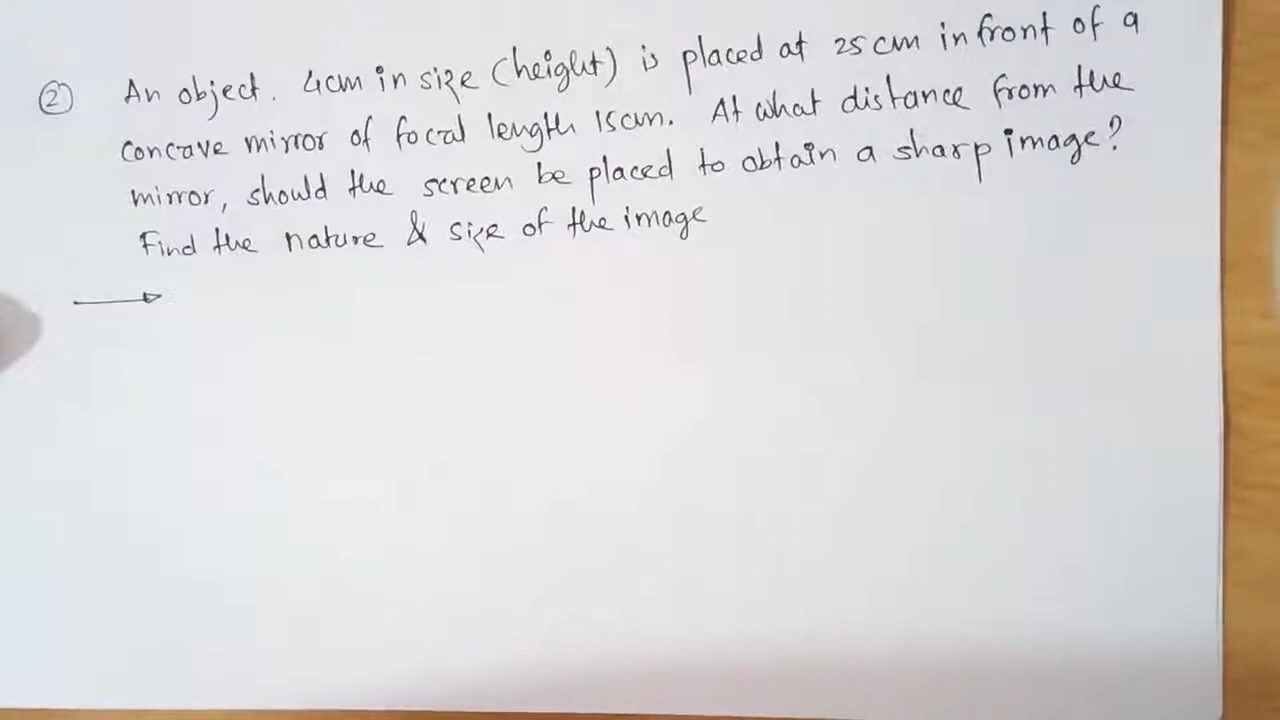 ② An object. 4cm in size (height) is placed at 25cm in front of a
concave mirror of focal length 15cm. At what distance from the
mirror, should the screen be placed to obtain a sharp image?
Find the nature & size of the image